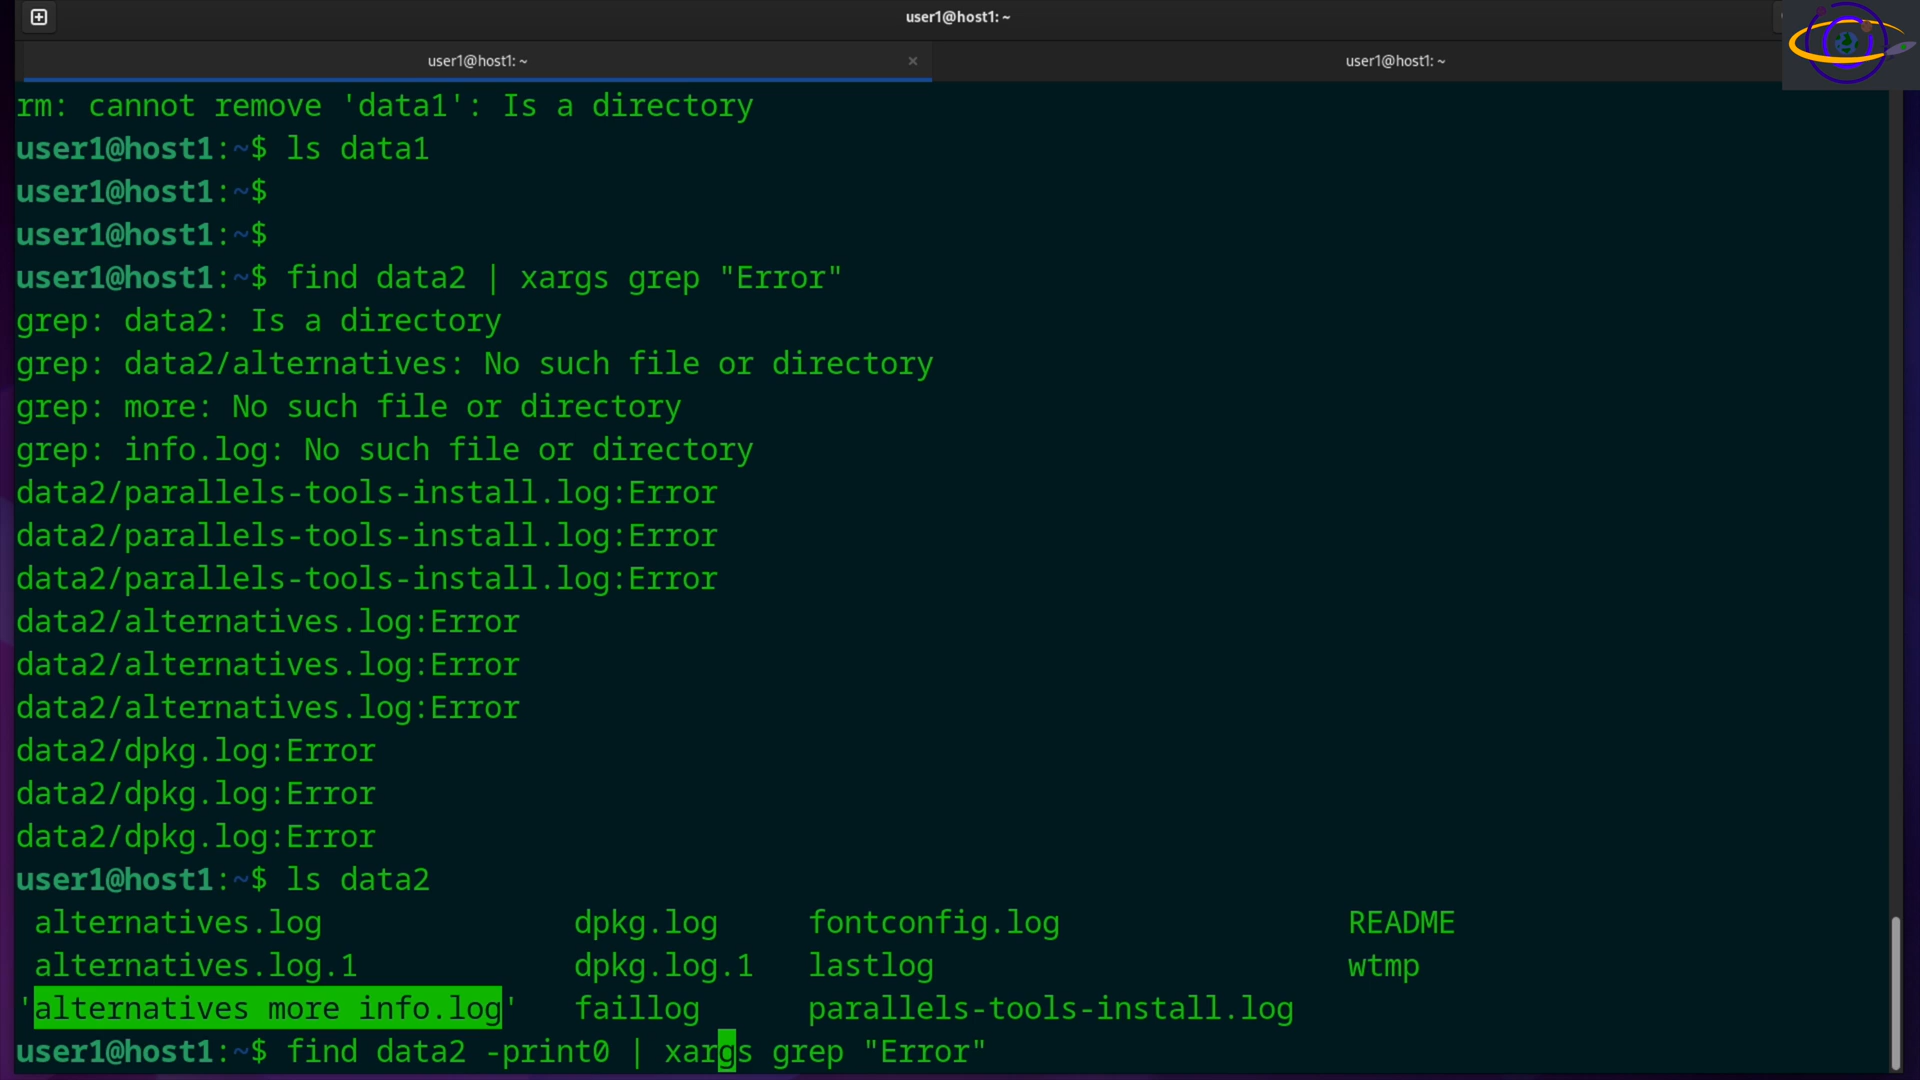 user1@host1: ~
user1@host1: ~ ×
user1@host1: ~
rm: cannot remove 'data1': Is a directory
user1@host1:~$ ls data1
user1@host1:~$
user1@host1:~$
user1@host1:~$ find data2 | xargs grep "Error"
grep: data2: Is a directory
grep: data2/alternatives: No such file or directory
grep: more: No such file or directory
grep: info.log: No such file or directory
data2/parallels-tools-install.log:Error
data2/parallels-tools-install.log:Error
data2/parallels-tools-install.log:Error
data2/alternatives.log:Error
data2/alternatives.log:Error
data2/alternatives.log:Error
data2/dpkg.log:Error
data2/dpkg.log:Error
data2/dpkg.log:Error
user1@host1:~$ ls data2
alternatives.log dpkg.log fontconfig.log README
alternatives.log.1 dpkg.log.1 lastlog wtmp
'alternatives more info.log' faillog parallels-tools-install.log
user1@host1:~$ find data2 -print0 | xargs grep "Error"